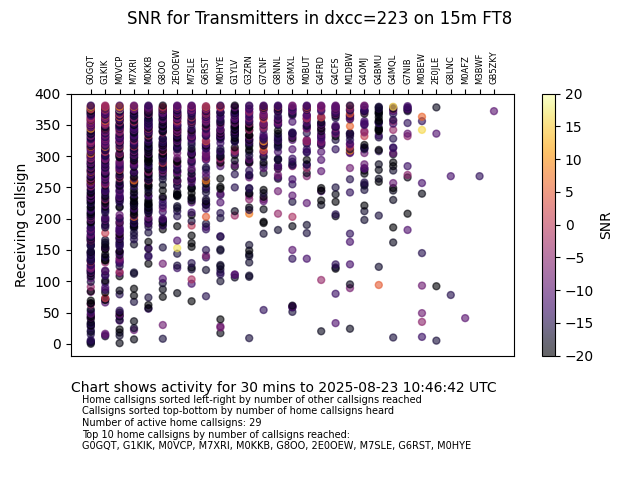 SNR for Transmitters in dxcc=223 on 15m FT8
G0GQT G1KIK M0VCP M7XRI M0KKB G8OO 2E0OEW M7SLE G6RST M0HYE G1YLV G3ZRN G7CNF G8NNL G6MXL M0BUT G4FRD G4CFS M1DBW G4OMJ G4BMU G4MQL G7NIB M0BEW 2E0JLE G8LNC M0AFZ M3BWF GB5ZKY
400
350
300
250
200
150
100
50
0
Receiving callsign
20
15
10
5
0
−5
−10
−15
−20
SNR
Chart shows activity for 30 mins to 2025-08-23 10:46:42 UTC
Home callsigns sorted left-right by number of other callsigns reached
Callsigns sorted top-bottom by number of home callsigns heard
Number of active home callsigns: 29
Top 10 home callsigns by number of callsigns reached:
G0GQT, G1KIK, M0VCP, M7XRI, M0KKB, G8OO, 2E0OEW, M7SLE, G6RST, M0HYE